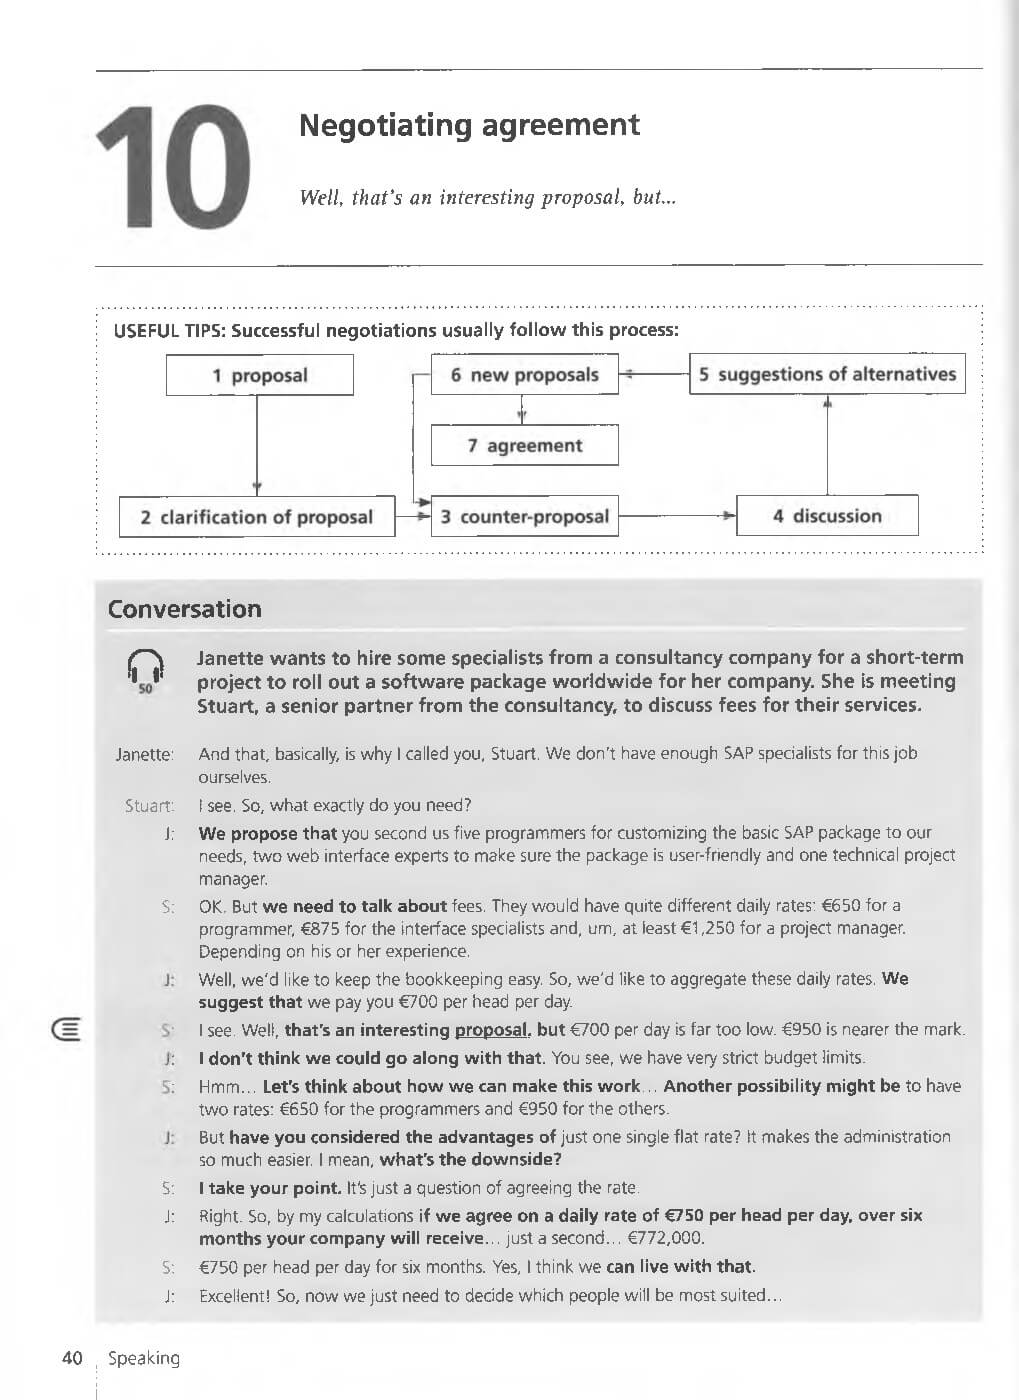 10
Negotiating agreement
Well, that's an interesting proposal, but...
USEFUL TIPS: Successful negotiations usually follow this process:
1 proposal
6 new proposals
5 suggestions of alternatives
7 agreement
2 clarification of proposal
3 counter-proposal
4 discussion
Conversation
50
Janette wants to hire some specialists from a consultancy company for a short-term
project to roll out a software package worldwide for her company. She is meeting
Stuart, a senior partner from the consultancy, to discuss fees for their services.
Janette: And that, basically, is why I called you, Stuart. We don't have enough SAP specialists for this job
ourselves.
Stuart: I see. So, what exactly do you need?
J: We propose that you second us five programmers for customizing the basic SAP package to our
needs, two web interface experts to make sure the package is user-friendly and one technical project
manager.
S: OK. But we need to talk about fees. They would have quite different daily rates: €650 for a
programmer, €875 for the interface specialists and, um, at least €1,250 for a project manager.
Depending on his or her experience.
J: Well, we'd like to keep the bookkeeping easy. So, we'd like to aggregate these daily rates. We
suggest that we pay you €700 per head per day.
S: I see. Well, that's an interesting proposal, but €700 per day is far too low. €950 is nearer the mark.
J: I don't think we could go along with that. You see, we have very strict budget limits.
S: Hmm... Let's think about how we can make this work... Another possibility might be to have
two rates: €650 for the programmers and €950 for the others.
J: But have you considered the advantages of just one single flat rate? It makes the administration
so much easier. I mean, what's the downside?
S: I take your point. It's just a question of agreeing the rate.
J: Right. So, by my calculations if we agree on a daily rate of €750 per head per day, over six
months your company will receive... just a second... €772,000.
S: €750 per head per day for six months. Yes, I think we can live with that.
J: Excellent! So, now we just need to decide which people will be most suited...
40 Speaking